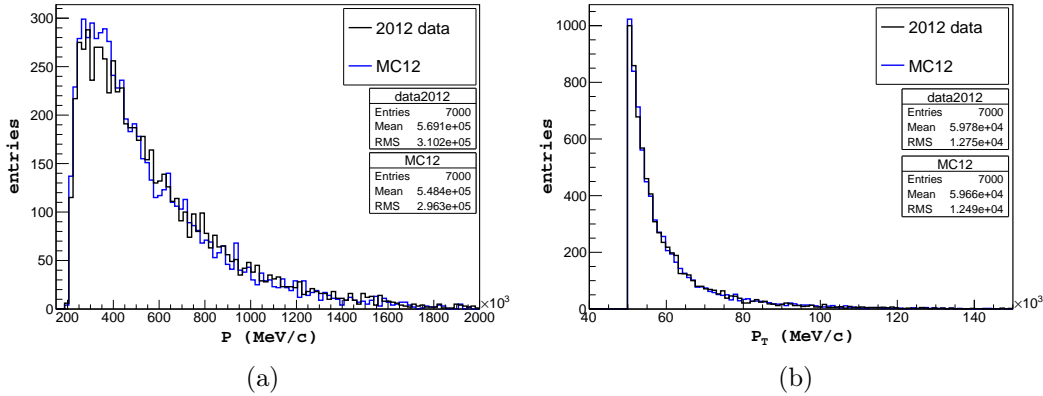 300
250
200
150
100
50
0
entries
200 400 600 800 1000 1200 1400 1600 1800 2000
×10³
P (MeV/c)
2012 data
MC12
data2012
Entries 7000
Mean 5.691e+05
RMS 3.102e+05
MC12
Entries 7000
Mean 5.484e+05
RMS 2.963e+05
(a)
1000
800
600
400
200
0
entries
40 60 80 100 120 140
×10³
P_T (MeV/c)
2012 data
MC12
data2012
Entries 7000
Mean 5.978e+04
RMS 1.275e+04
MC12
Entries 7000
Mean 5.966e+04
RMS 1.249e+04
(b)